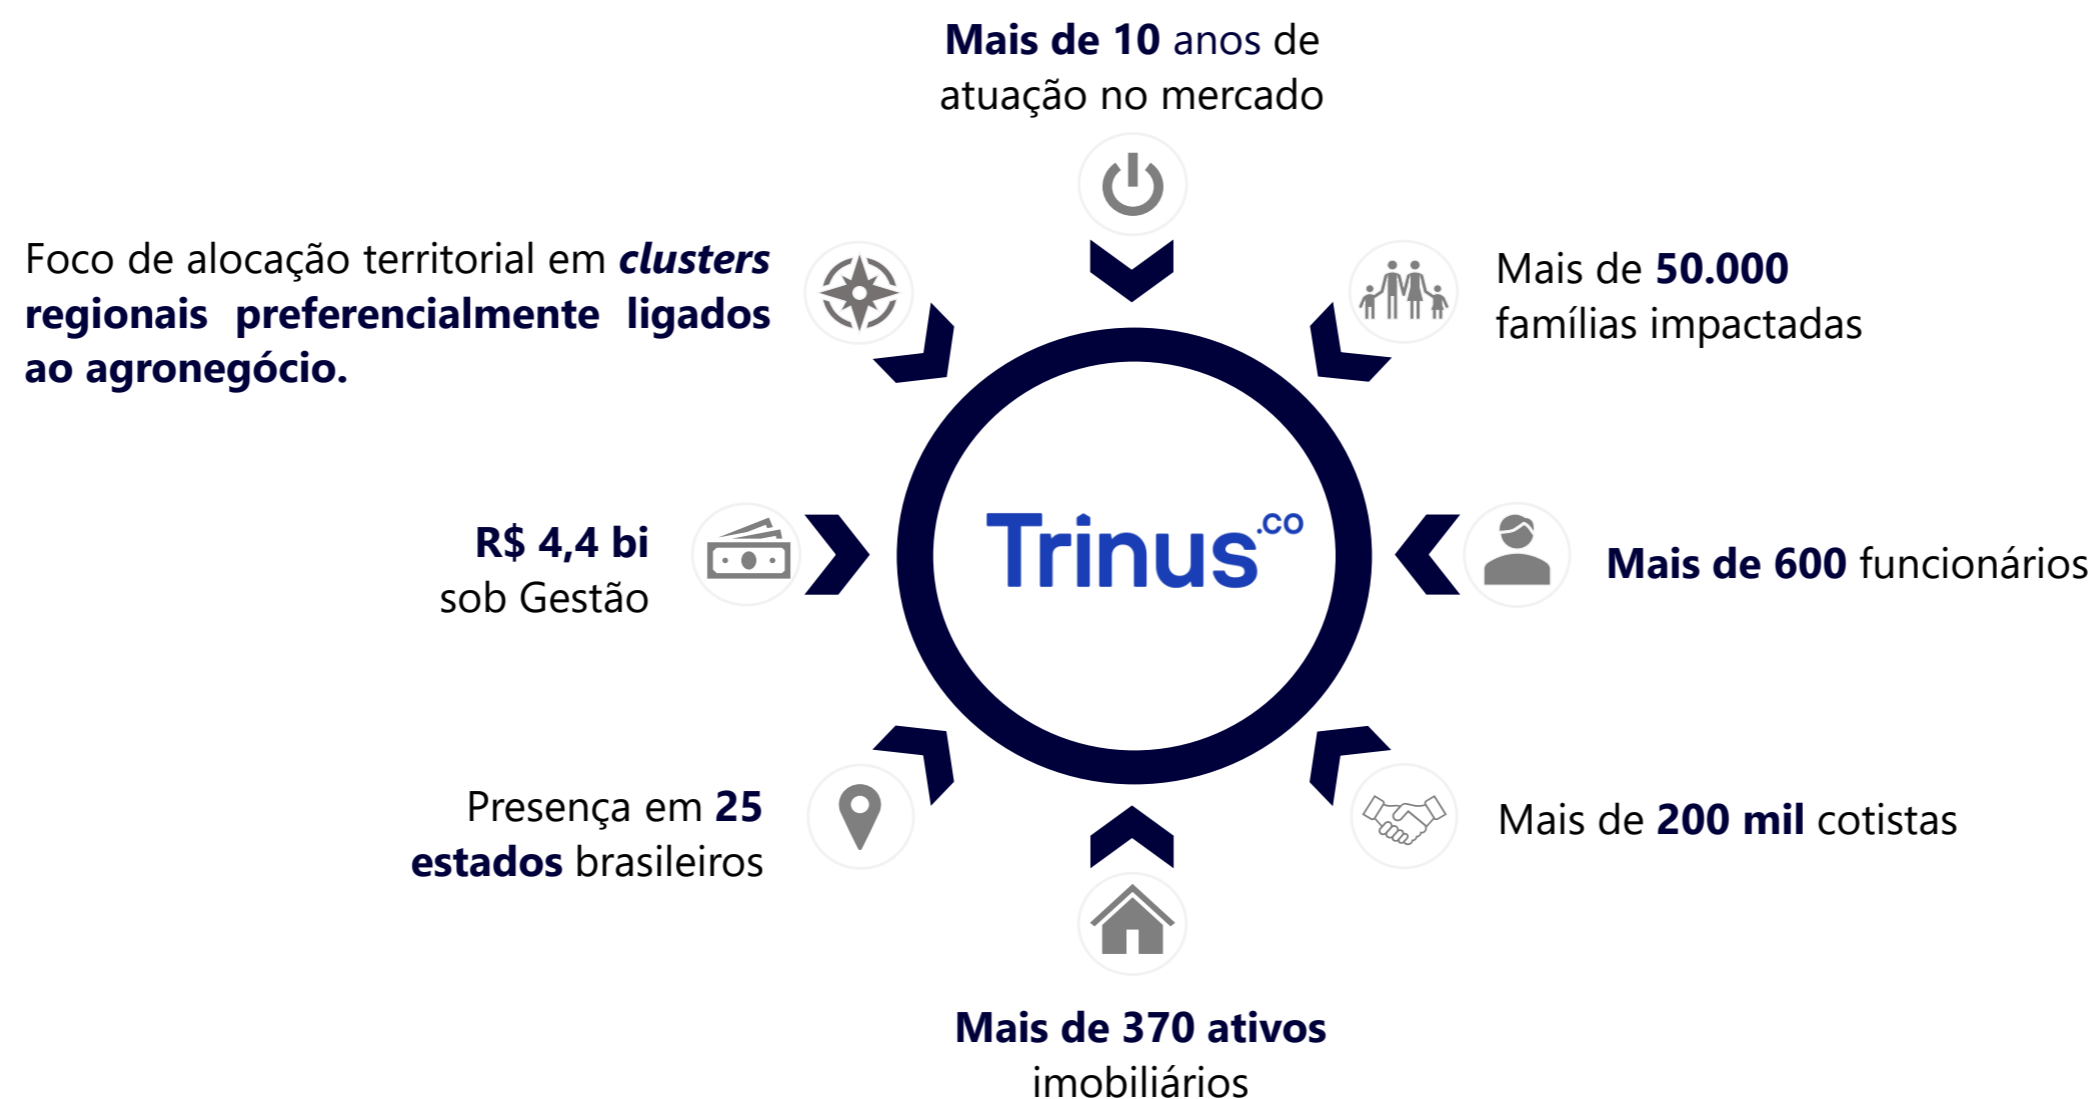 Mais de 10 anos de
atuação no mercado
Foco de alocação territorial em clusters
regionais preferencialmente ligados
ao agronegócio.
Mais de 50.000
famílias impactadas
R$ 4,4 bi
sob Gestão
Trinus.co
Mais de 600 funcionários
Presença em 25
estados brasileiros
Mais de 200 mil cotistas
Mais de 370 ativos
imobiliários